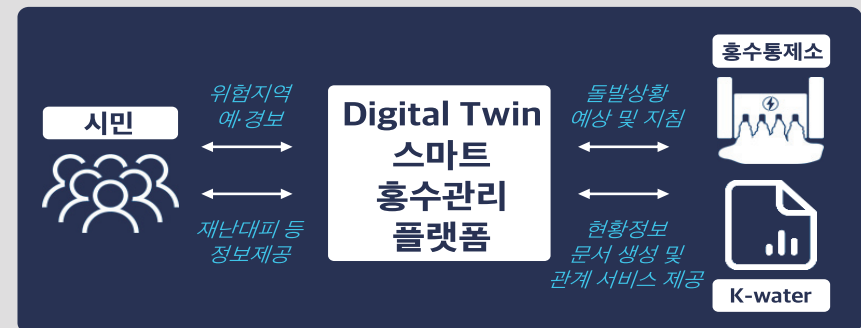 시민
위험지역
예·경보
재난대피 등
정보제공
Digital Twin
스마트
홍수관리
플랫폼
돌발상황
예상 및 지침
현황정보
문서 생성 및
관계 서비스 제공
홍수통제소
K-water